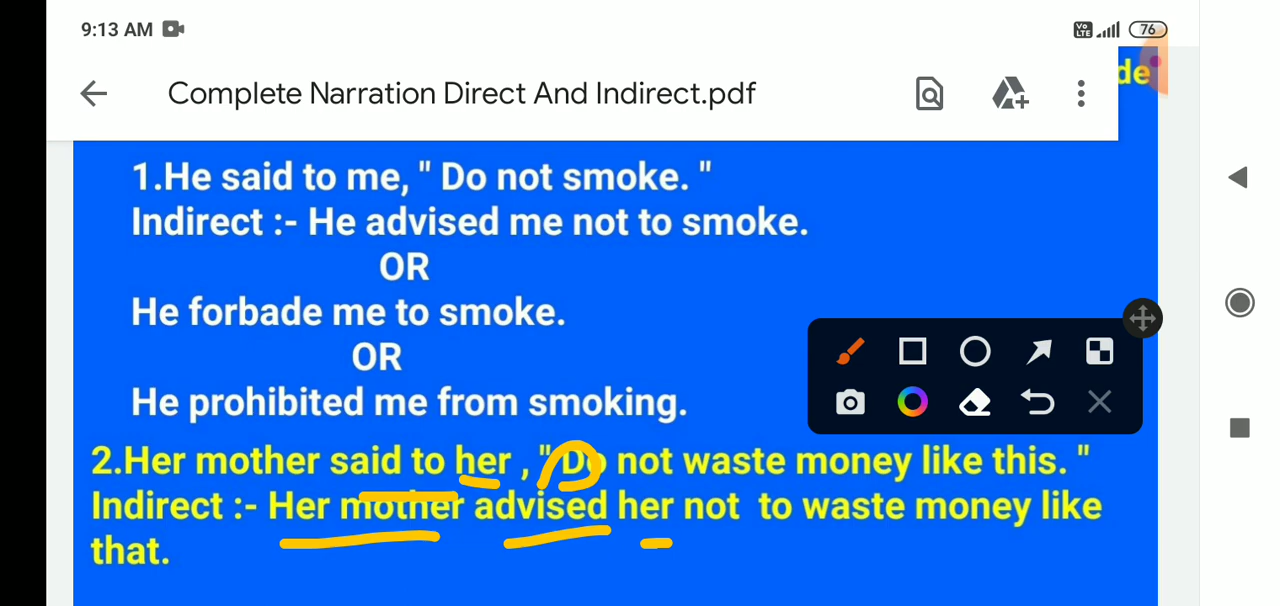 9:13 AM
Vo LTE 76
Complete Narration Direct And Indirect.pdf
de
1.He said to me, " Do not smoke. "
Indirect :- He advised me not to smoke.
OR
He forbade me to smoke.
OR
He prohibited me from smoking.
2.Her mother said to her , " Do not waste money like this. "
Indirect :- Her mother advised her not to waste money like
that.